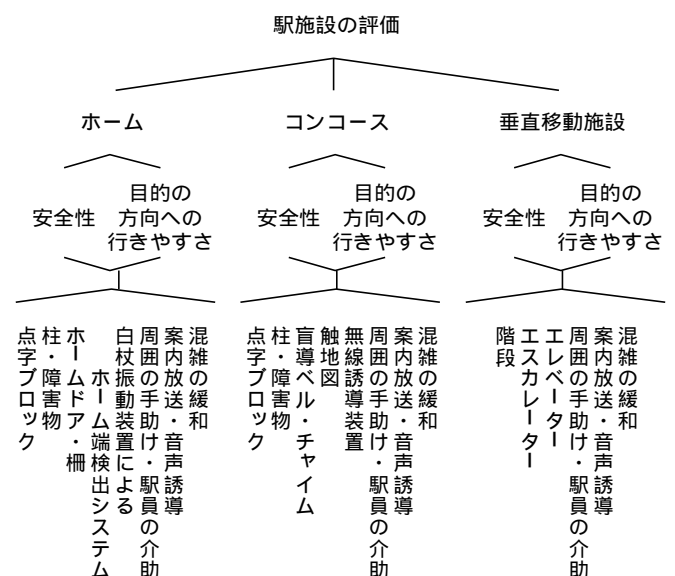 駅施設の評価
ホーム
コンコース
垂直移動施設
安全性
目的の
方向への
行きやすさ
安全性
目的の
方向への
行きやすさ
安全性
目的の
方向への
行きやすさ
点字ブロック
柱・障害物
ホームドア・柵
ホーム端検出システム
白杖振動装置による
周囲の手助け・駅員の介助
案内放送・音声誘導
混雑の緩和
点字ブロック
柱・障害物
盲導ベル・チャイム
触地図
無線誘導装置
周囲の手助け・駅員の介助
案内放送・音声誘導
混雑の緩和
階段
エスカレーター
エレベーター
周囲の手助け・駅員の介助
案内放送・音声誘導
混雑の緩和